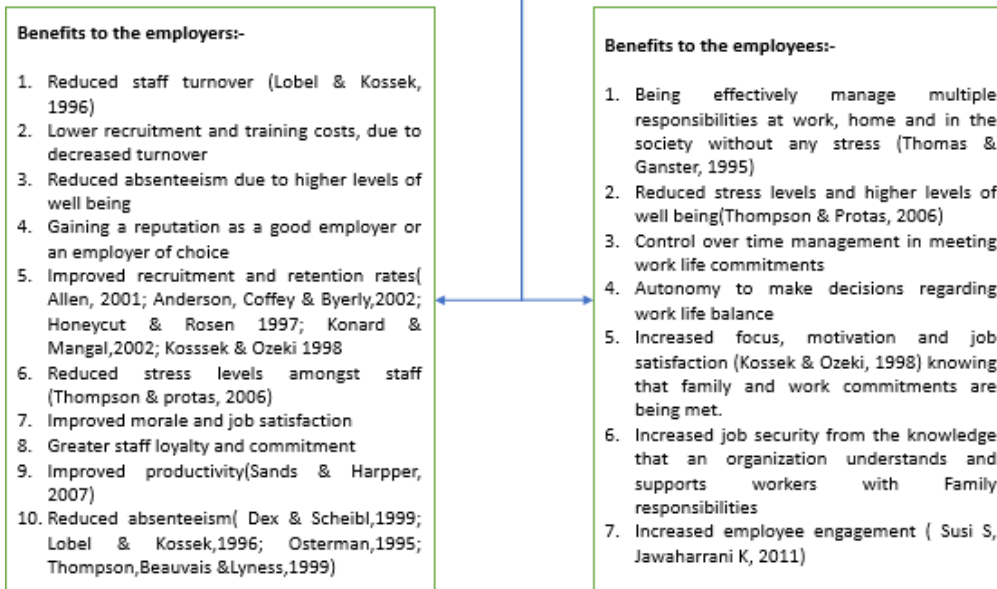 Benefits to the employers:-
1. Reduced staff turnover (Lobel & Kossek,
1996)
2. Lower recruitment and training costs, due to
decreased turnover
3. Reduced absenteeism due to higher levels of
well being
4. Gaining a reputation as a good employer or
an employer of choice
5. Improved recruitment and retention rates(
Allen, 2001; Anderson, Coffey & Byerly,2002;
Honeycut & Rosen 1997; Konard &
Mangal,2002; Kosssek & Ozeki 1998
6. Reduced stress levels amongst staff
(Thompson & protas, 2006)
7. Improved morale and job satisfaction
8. Greater staff loyalty and commitment
9. Improved productivity(Sands & Harpper,
2007)
10. Reduced absenteeism( Dex & Scheibl,1999;
Lobel & Kossek,1996; Osterman,1995;
Thompson,Beauvais &Lyness,1999)
Benefits to the employees:-
1. Being effectively manage multiple
responsibilities at work, home and in the
society without any stress (Thomas &
Ganster, 1995)
2. Reduced stress levels and higher levels of
well being(Thompson & Protas, 2006)
3. Control over time management in meeting
work life commitments
4. Autonomy to make decisions regarding
work life balance
5. Increased focus, motivation and job
satisfaction (Kossek & Ozeki, 1998) knowing
that family and work commitments are
being met.
6. Increased job security from the knowledge
that an organization understands and
supports workers with Family
responsibilities
7. Increased employee engagement ( Susi S,
Jawaharrani K, 2011)